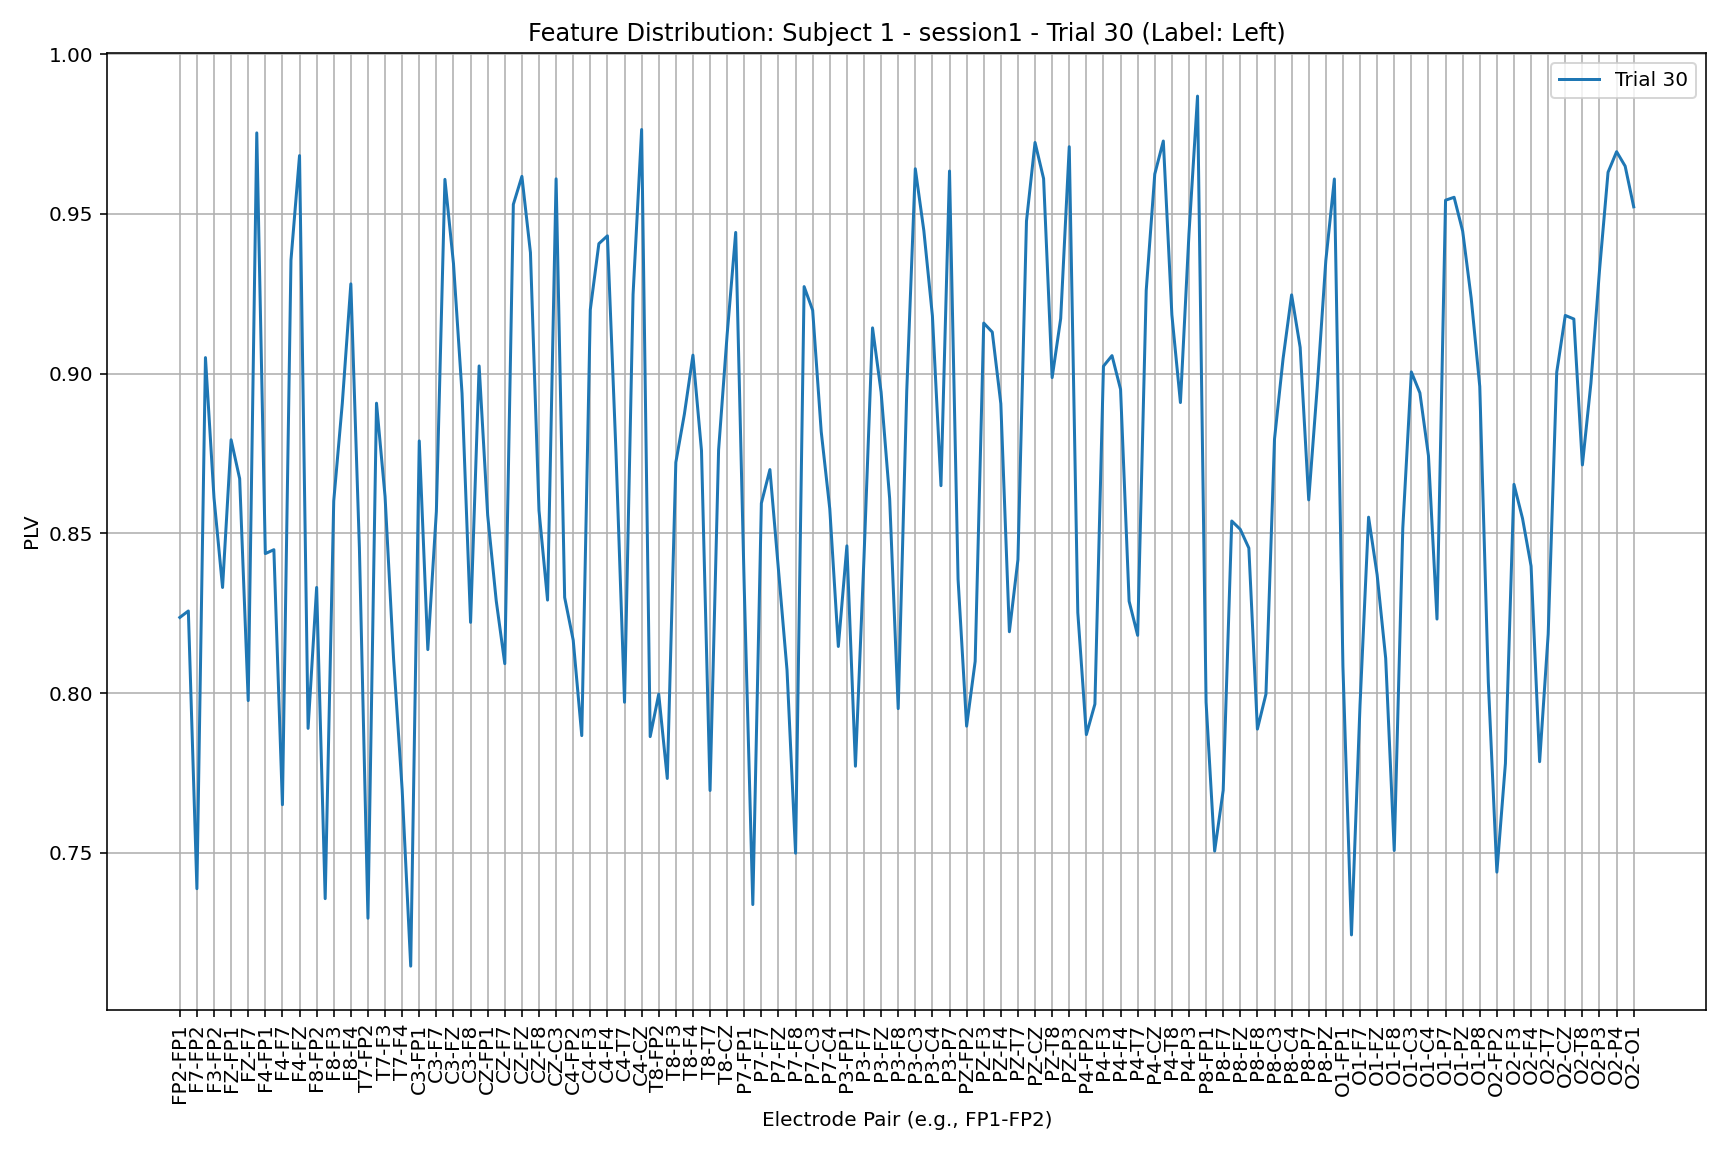 Feature Distribution: Subject 1 - session1 - Trial 30 (Label: Left)
Trial 30
1.00
0.95
0.90
0.85
0.80
0.75
PLV
FP2-FP1
F7-FP2
F3-FP2
FZ-FP1
FZ-F7
F4-FP1
F4-F7
F4-FZ
F8-FP2
F8-F3
F8-F4
T7-FP2
T7-F3
T7-F4
C3-FP1
C3-F7
C3-FZ
C3-F8
CZ-FP1
CZ-F7
CZ-FZ
CZ-F8
CZ-C3
C4-FP2
C4-F3
C4-F4
C4-T7
C4-CZ
T8-FP2
T8-F3
T8-F4
T8-T7
T8-CZ
P7-FP1
P7-F7
P7-FZ
P7-F8
P7-C3
P7-C4
P3-FP1
P3-F7
P3-FZ
P3-F8
P3-C3
P3-C4
P3-P7
PZ-FP2
PZ-F3
PZ-F4
PZ-T7
PZ-CZ
PZ-T8
PZ-P3
P4-FP2
P4-F3
P4-F4
P4-T7
P4-CZ
P4-T8
P4-P3
P8-FP1
P8-F7
P8-FZ
P8-F8
P8-C3
P8-C4
P8-P7
P8-PZ
O1-FP1
O1-F7
O1-FZ
O1-F8
O1-C3
O1-C4
O1-P7
O1-PZ
O1-P8
O2-FP2
O2-F3
O2-F4
O2-T7
O2-CZ
O2-T8
O2-P3
O2-P4
O2-O1
Electrode Pair (e.g., FP1-FP2)